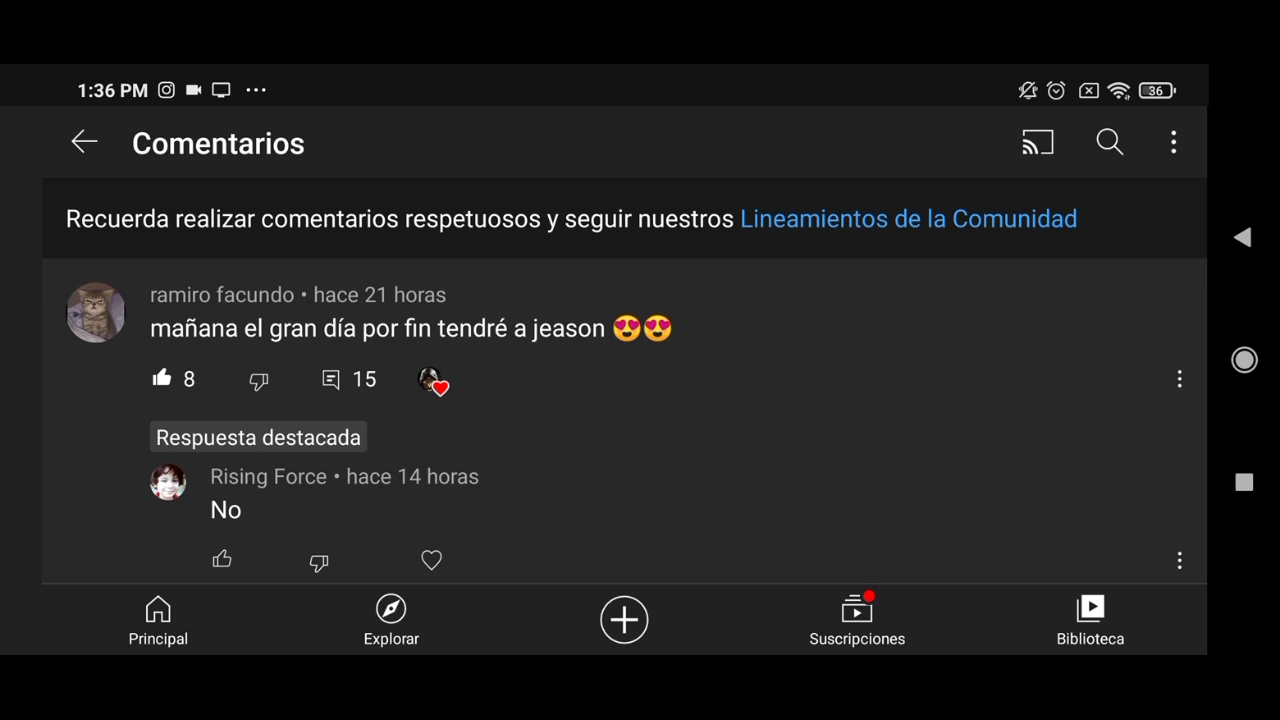 1:36 PM 36
Comentarios
Recuerda realizar comentarios respetuosos y seguir nuestros Lineamientos de la Comunidad
ramiro facundo • hace 21 horas
mañana el gran día por fin tendré a jeason 😍😍
8 15
Respuesta destacada
Rising Force • hace 14 horas
No
Principal Explorar Suscripciones Biblioteca